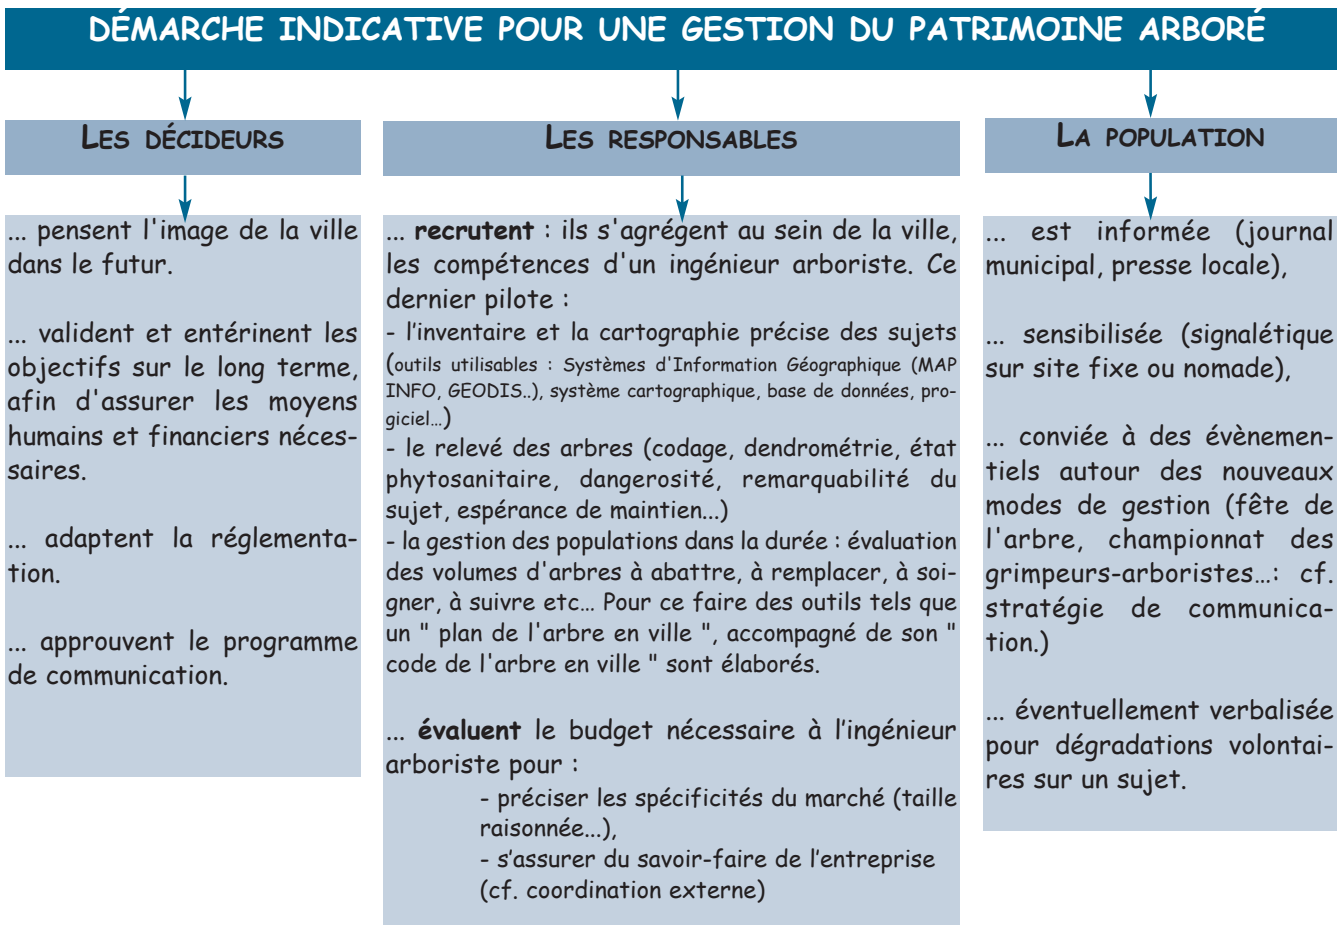 DÉMARCHE INDICATIVE POUR UNE GESTION DU PATRIMOINE ARBORÉ
LES DÉCIDEURS
... pensent l'image de la ville
dans le futur.
... valident et entérinent les
objectifs sur le long terme,
afin d'assurer les moyens
humains et financiers néces-
saires.
... adaptent la réglementa-
tion.
... approuvent le programme
de communication.
LES RESPONSABLES
... recrutent : ils s'agrégent au sein de la ville,
les compétences d'un ingénieur arboriste. Ce
dernier pilote :
- l'inventaire et la cartographie précise des sujets
(outils utilisables : Systèmes d'Information Géographique (MAP
INFO, GEODIS..), système cartographique, base de données, pro-
giciel...)
- le relevé des arbres (codage, dendrométrie, état
phytosanitaire, dangerosité, remarquabilité du
sujet, espérance de maintien...)
- la gestion des populations dans la durée : évaluation
des volumes d'arbres à abattre, à remplacer, à soi-
gner, à suivre etc... Pour ce faire des outils tels que
un " plan de l'arbre en ville ", accompagné de son "
code de l'arbre en ville " sont élaborés.
... évaluent le budget nécessaire à l'ingénieur
arboriste pour :
- préciser les spécificités du marché (taille
raisonnée...),
- s'assurer du savoir-faire de l'entreprise
(cf. coordination externe)
LA POPULATION
... est informée (journal
municipal, presse locale),
... sensibilisée (signalétique
sur site fixe ou nomade),
... conviée à des évènemen-
tiels autour des nouveaux
modes de gestion (fête de
l'arbre, championnat des
grimpeurs-arboristes...: cf.
stratégie de communica-
tion.)
... éventuellement verbalisée
pour dégradations volontai-
res sur un sujet.